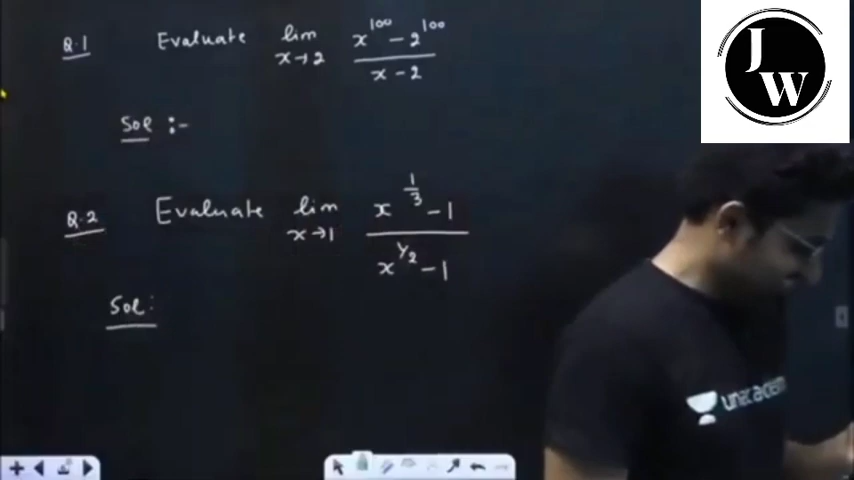 Q.1 Evaluate lim x→2 x^100 - 2^100 / x - 2
Sol :-
Q.2 Evaluate lim x→1 x^1/3 - 1 / x^1/2 - 1
Sol :
JW
unacademy